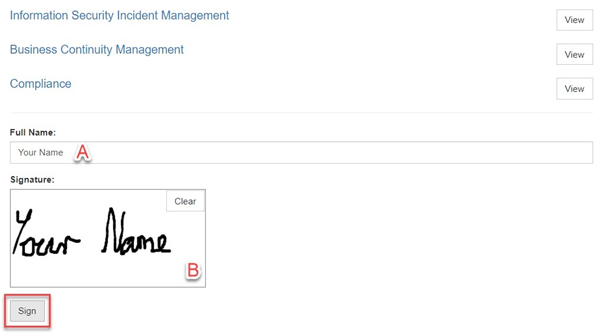 Information Security Incident Management
View
Business Continuity Management
View
Compliance
View
Full Name:
Your Name A
Signature:
Clear
Your Name
B
Sign